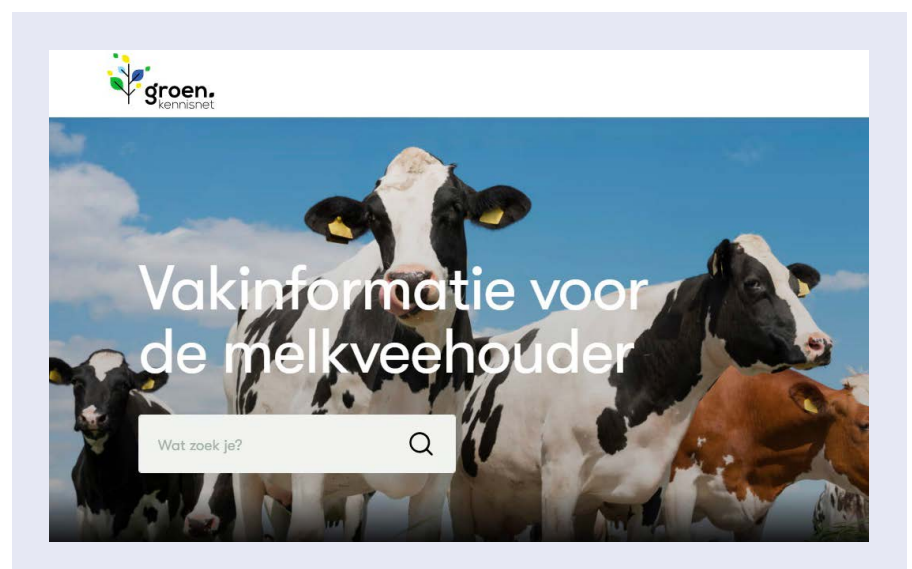 groen.
kennisnet
Vakinformatie voor
de melkveehouder
Wat zoek je?